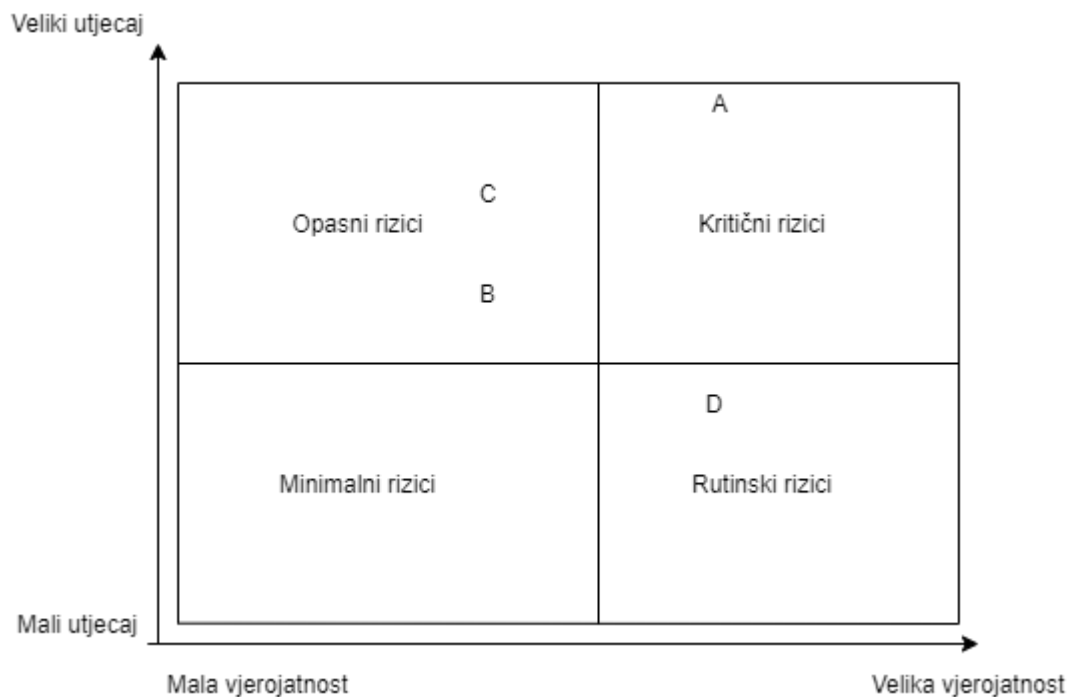 Veliki utjecaj
A
C
Opasni rizici
Kritični rizici
B
D
Minimalni rizici
Rutinski rizici
Mali utjecaj
Mala vjerojatnost
Velika vjerojatnost